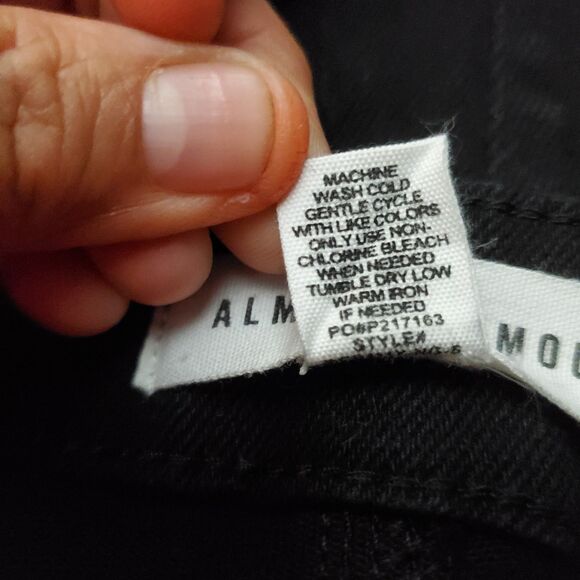 MACHINE
WASH COLD
GENTLE CYCLE
WITH LIKE COLORS
ONLY USE NON-
CHLORINE BLEACH
WHEN NEEDED
TUMBLE DRY LOW
WARM IRON
IF NEEDED
PO#P217163
STYLE#
ALM
MOU